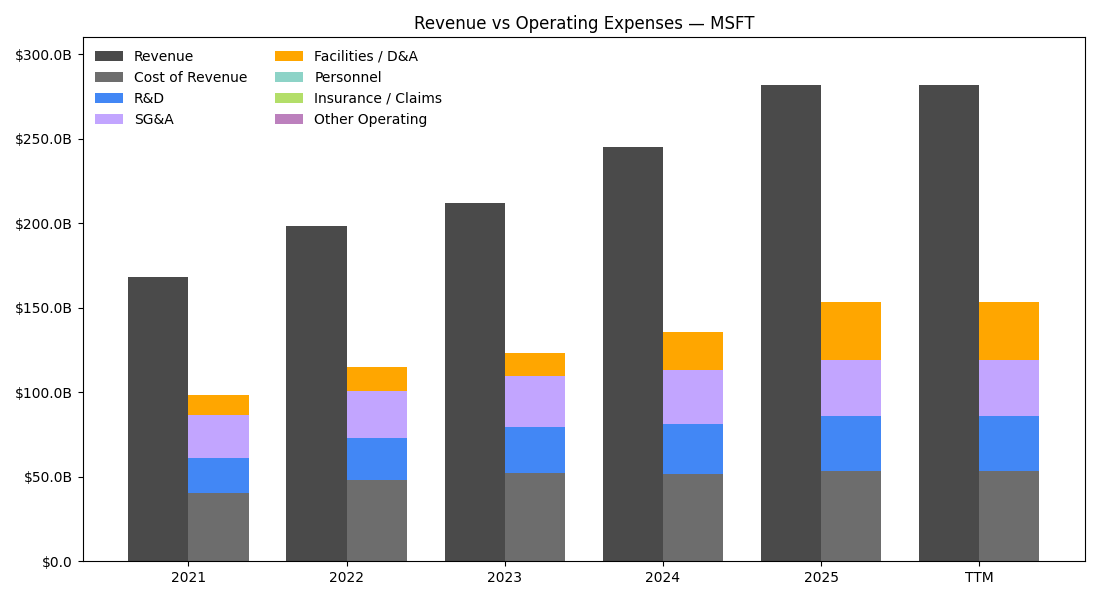 Revenue vs Operating Expenses — MSFT
$300.0B
$250.0B
$200.0B
$150.0B
$100.0B
$50.0B
$0.0
Revenue
Cost of Revenue
R&D
SG&A
Facilities / D&A
Personnel
Insurance / Claims
Other Operating
2021 2022 2023 2024 2025 TTM